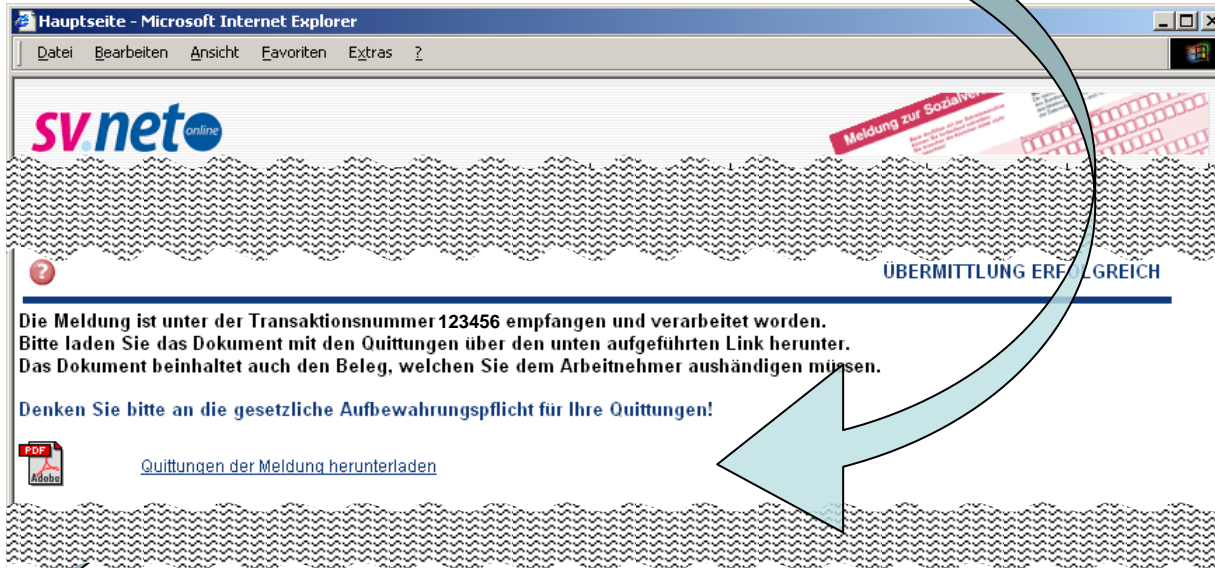 Hauptseite - Microsoft Internet Explorer
Datei Bearbeiten Ansicht Favoriten Extras ?
sv.net online
Meldung zur Sozialver
ÜBERMITTLUNG ERFOLGREICH
Die Meldung ist unter der Transaktionsnummer 123456 empfangen und verarbeitet worden.
Bitte laden Sie das Dokument mit den Quittungen über den unten aufgeführten Link herunter.
Das Dokument beinhaltet auch den Beleg, welchen Sie dem Arbeitnehmer aushändigen müssen.
Denken Sie bitte an die gesetzliche Aufbewahrungspflicht für Ihre Quittungen!
PDF
Adobe
Quittungen der Meldung herunterladen